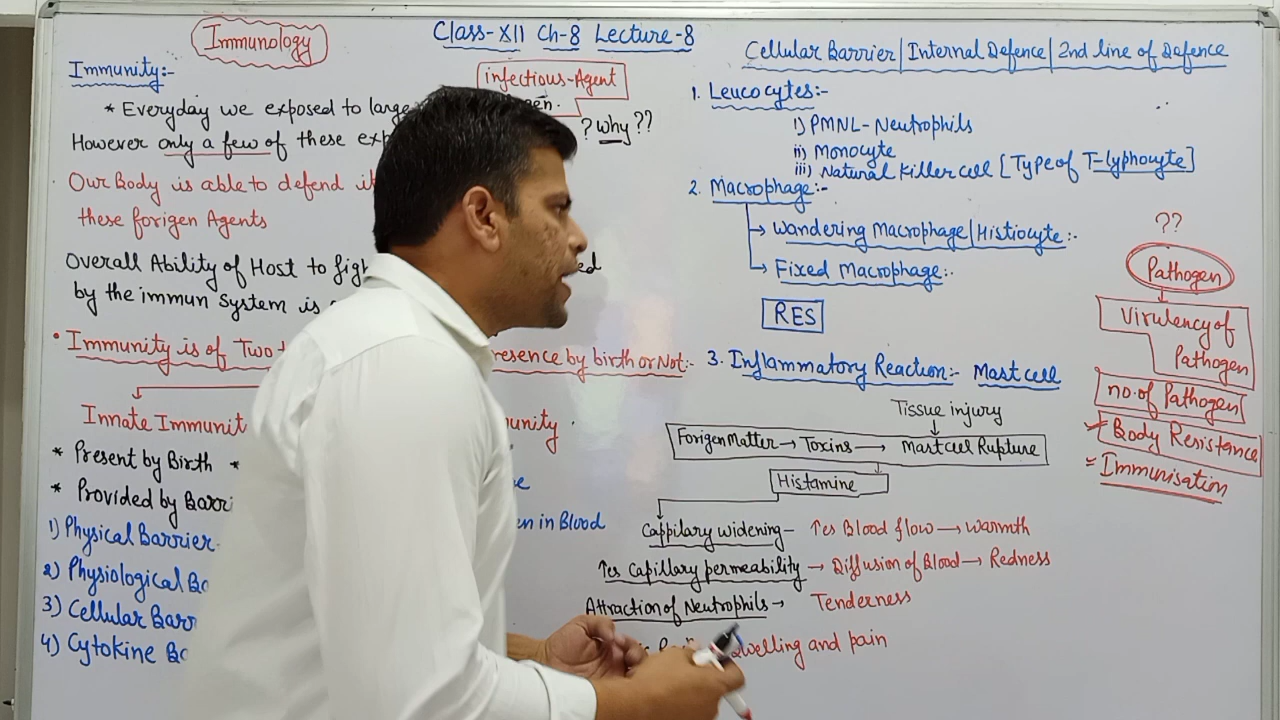 Immunology
Class-XII Ch-8 Lecture-8
Immunity:-
* Everyday we exposed to large
However only a few of these exp
infectious-Agent
? why??
Our Body is able to defend it
these forigen Agents
Overall Ability of Host to figh
by the immun System is
• Immunity is of Two
resence by birth or Not:-
Innate Immunit
unity
* Present by Birth *
* Provided by Barri
1) Physical Barrier
2) Physiological Ba
3) Cellular Barr
4) Cytokine Ba
en in Blood
Cellular Barrier | Internal Defence | 2nd line of Defence
1. Leucocytes:-
i) PMNL - Neutrophils
ii) Monocyte
iii) Natural Killer cell [Type of T-lyphocyte]
2. Macrophage:-
→ Wandering Macrophage | Histiocyte:-
→ Fixed Macrophage:-
RES
3. Inflammatory Reaction:- Mast cell
Tissue injury
Forigen Matter → Toxins → Mast cell Rupture
Histamine
Cappilary widening - ↑es Blood flow → warmth
↑es Capillary permeability → Diffusion of Blood → Redness
Attraction of Neutrophils → Tenderness
welling and pain
??
Pathogen
Virulency of
Pathogen
no. of Pathogen
Body Resistance
= Immunisation